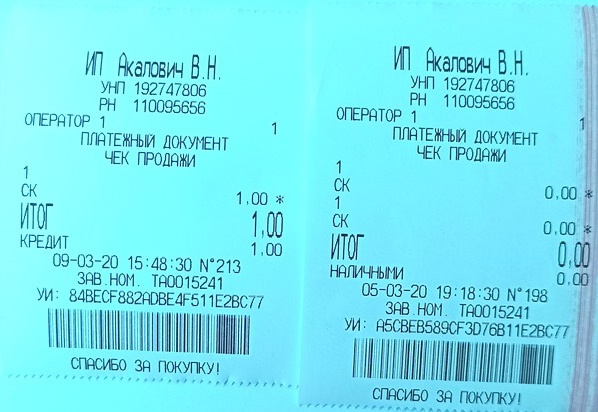 ИП Акалович В.Н.
УНП 192747806
РН 110095656
ОПЕРАТОР 1 1
ПЛАТЕЖНЫЙ ДОКУМЕНТ
ЧЕК ПРОДАЖИ
1
СК 1,00 *
ИТОГ 1,00
КРЕДИТ 1,00
09-03-20 15:48:30 N°213
ЗАВ.НОМ. ТА0015241
УИ: 84BECF882ADBE4F511E2BC77
СПАСИБО ЗА ПОКУПКУ!
ИП Акалович В.Н.
УНП 192747806
РН 110095656
ОПЕРАТОР 1 1
ПЛАТЕЖНЫЙ ДОКУМЕНТ
ЧЕК ПРОДАЖИ
1
СК 0,00 *
1
СК 0,00 *
ИТОГ 0,00
НАЛИЧНЫМИ 0,00
05-03-20 19:18:30 N°198
ЗАВ.НОМ. ТА0015241
УИ: A5CBEB589CF3D76B11E2BC77
СПАСИБО ЗА ПОКУПКУ!